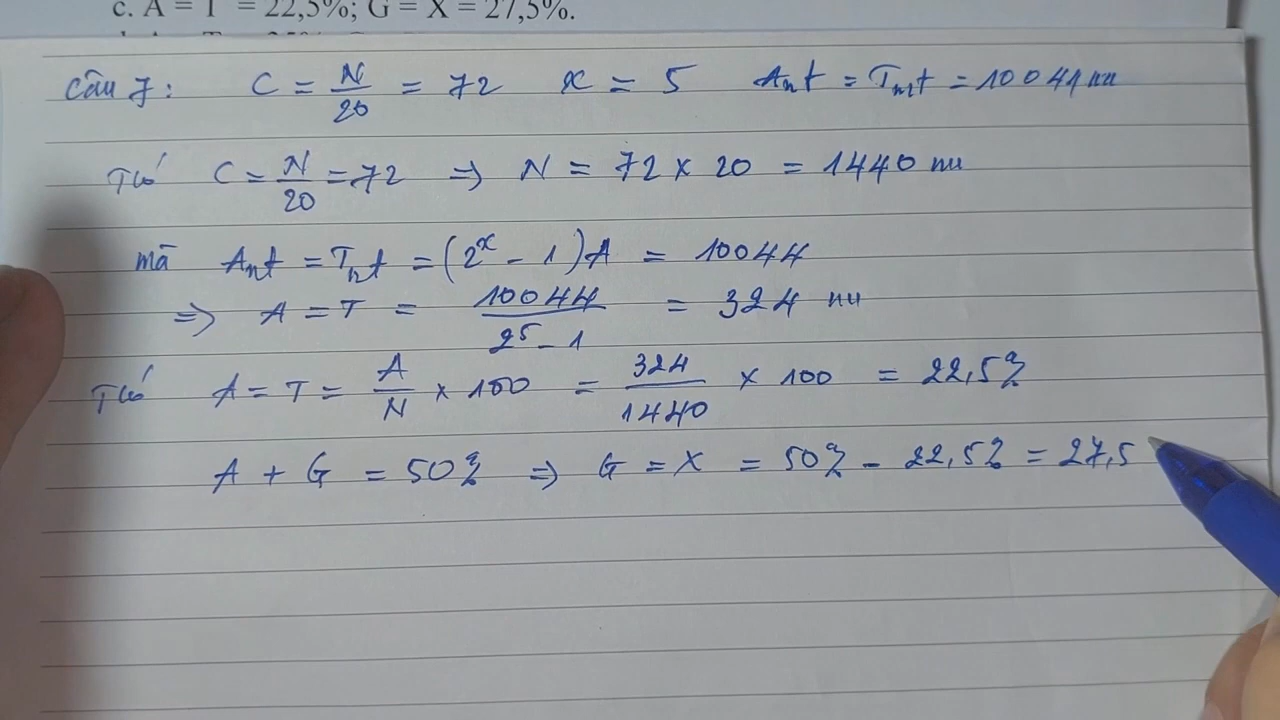 c. A = T = 22,5%; G = X = 27,5%.
Câu 7: C = N/20 = 72 x = 5 Amt = Tmt = 10044 nu
Từ C = N/20 = 72 => N = 72 x 20 = 1440 nu
mà Amt = Tmt = (2^x - 1)A = 10044
=> A = T = 10044/2^5 - 1 = 324 nu
Từ A = T = A/N x 100 = 324/1440 x 100 = 22,5%
A + G = 50% => G = X = 50% - 22,5% = 27,5